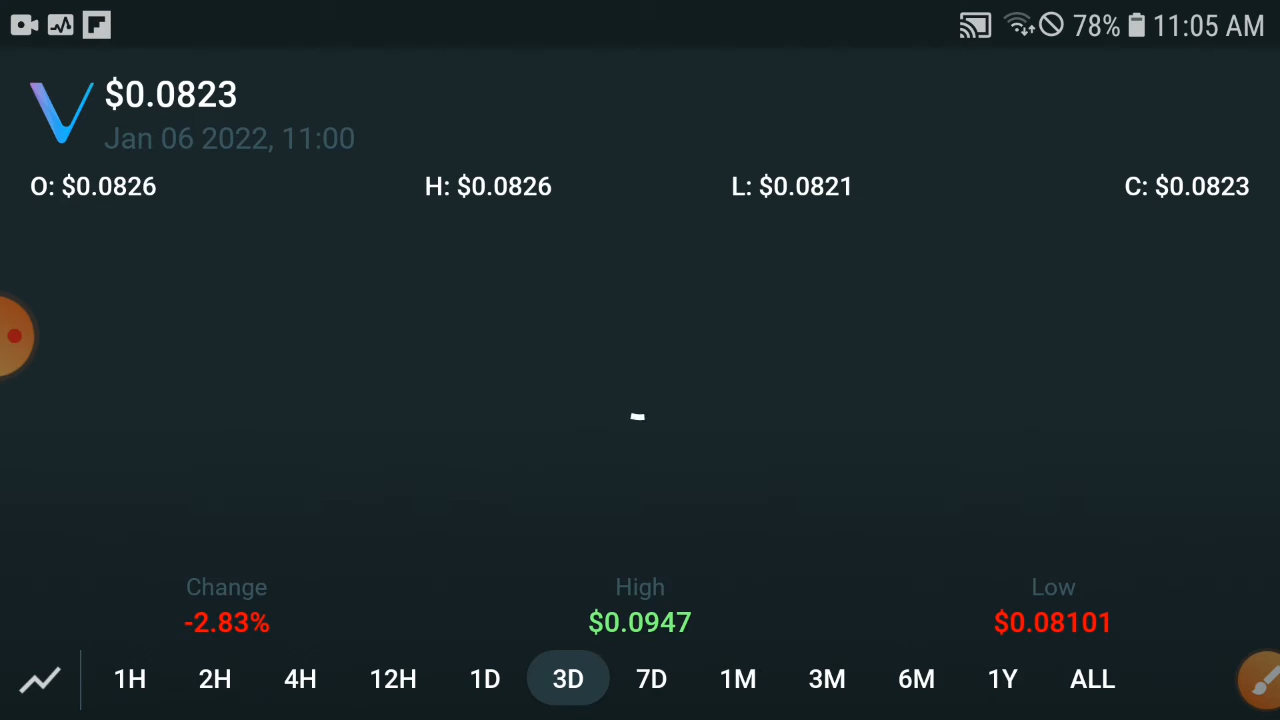 78% 11:05 AM
$0.0823
Jan 06 2022, 11:00
O: $0.0826 H: $0.0826 L: $0.0821 C: $0.0823
Change High Low
-2.83% $0.0947 $0.08101
1H 2H 4H 12H 1D 3D 7D 1M 3M 6M 1Y ALL